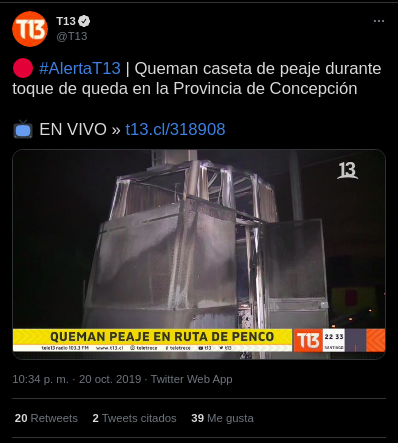 T13
@T13
#AlertaT13 | Queman caseta de peaje durante
toque de queda en la Provincia de Concepción
EN VIVO » t13.cl/318908
13
QUEMAN PEAJE EN RUTA DE PENCO
T13
22 33
SANTIAGO
tele13 radio 103.3 FM www.t13.cl teletrece teletrece t13 t13
10:34 p. m. · 20 oct. 2019 · Twitter Web App
20 Retweets 2 Tweets citados 39 Me gusta